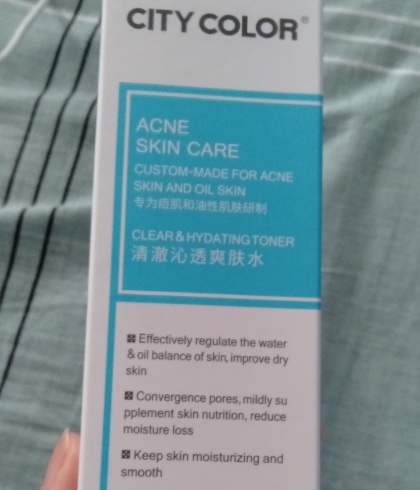 CITY COLOR®
ACNE
SKIN CARE
CUSTOM-MADE FOR ACNE
SKIN AND OIL SKIN
专为痘肌和油性肌肤研制
CLEAR & HYDATING TONER
清澈沁透爽肤水
Effectively regulate the water
& oil balance of skin, improve dry
skin
Convergence pores, mildly su
pplement skin nutrition, reduce
moisture loss
Keep skin moisturizing and
smooth